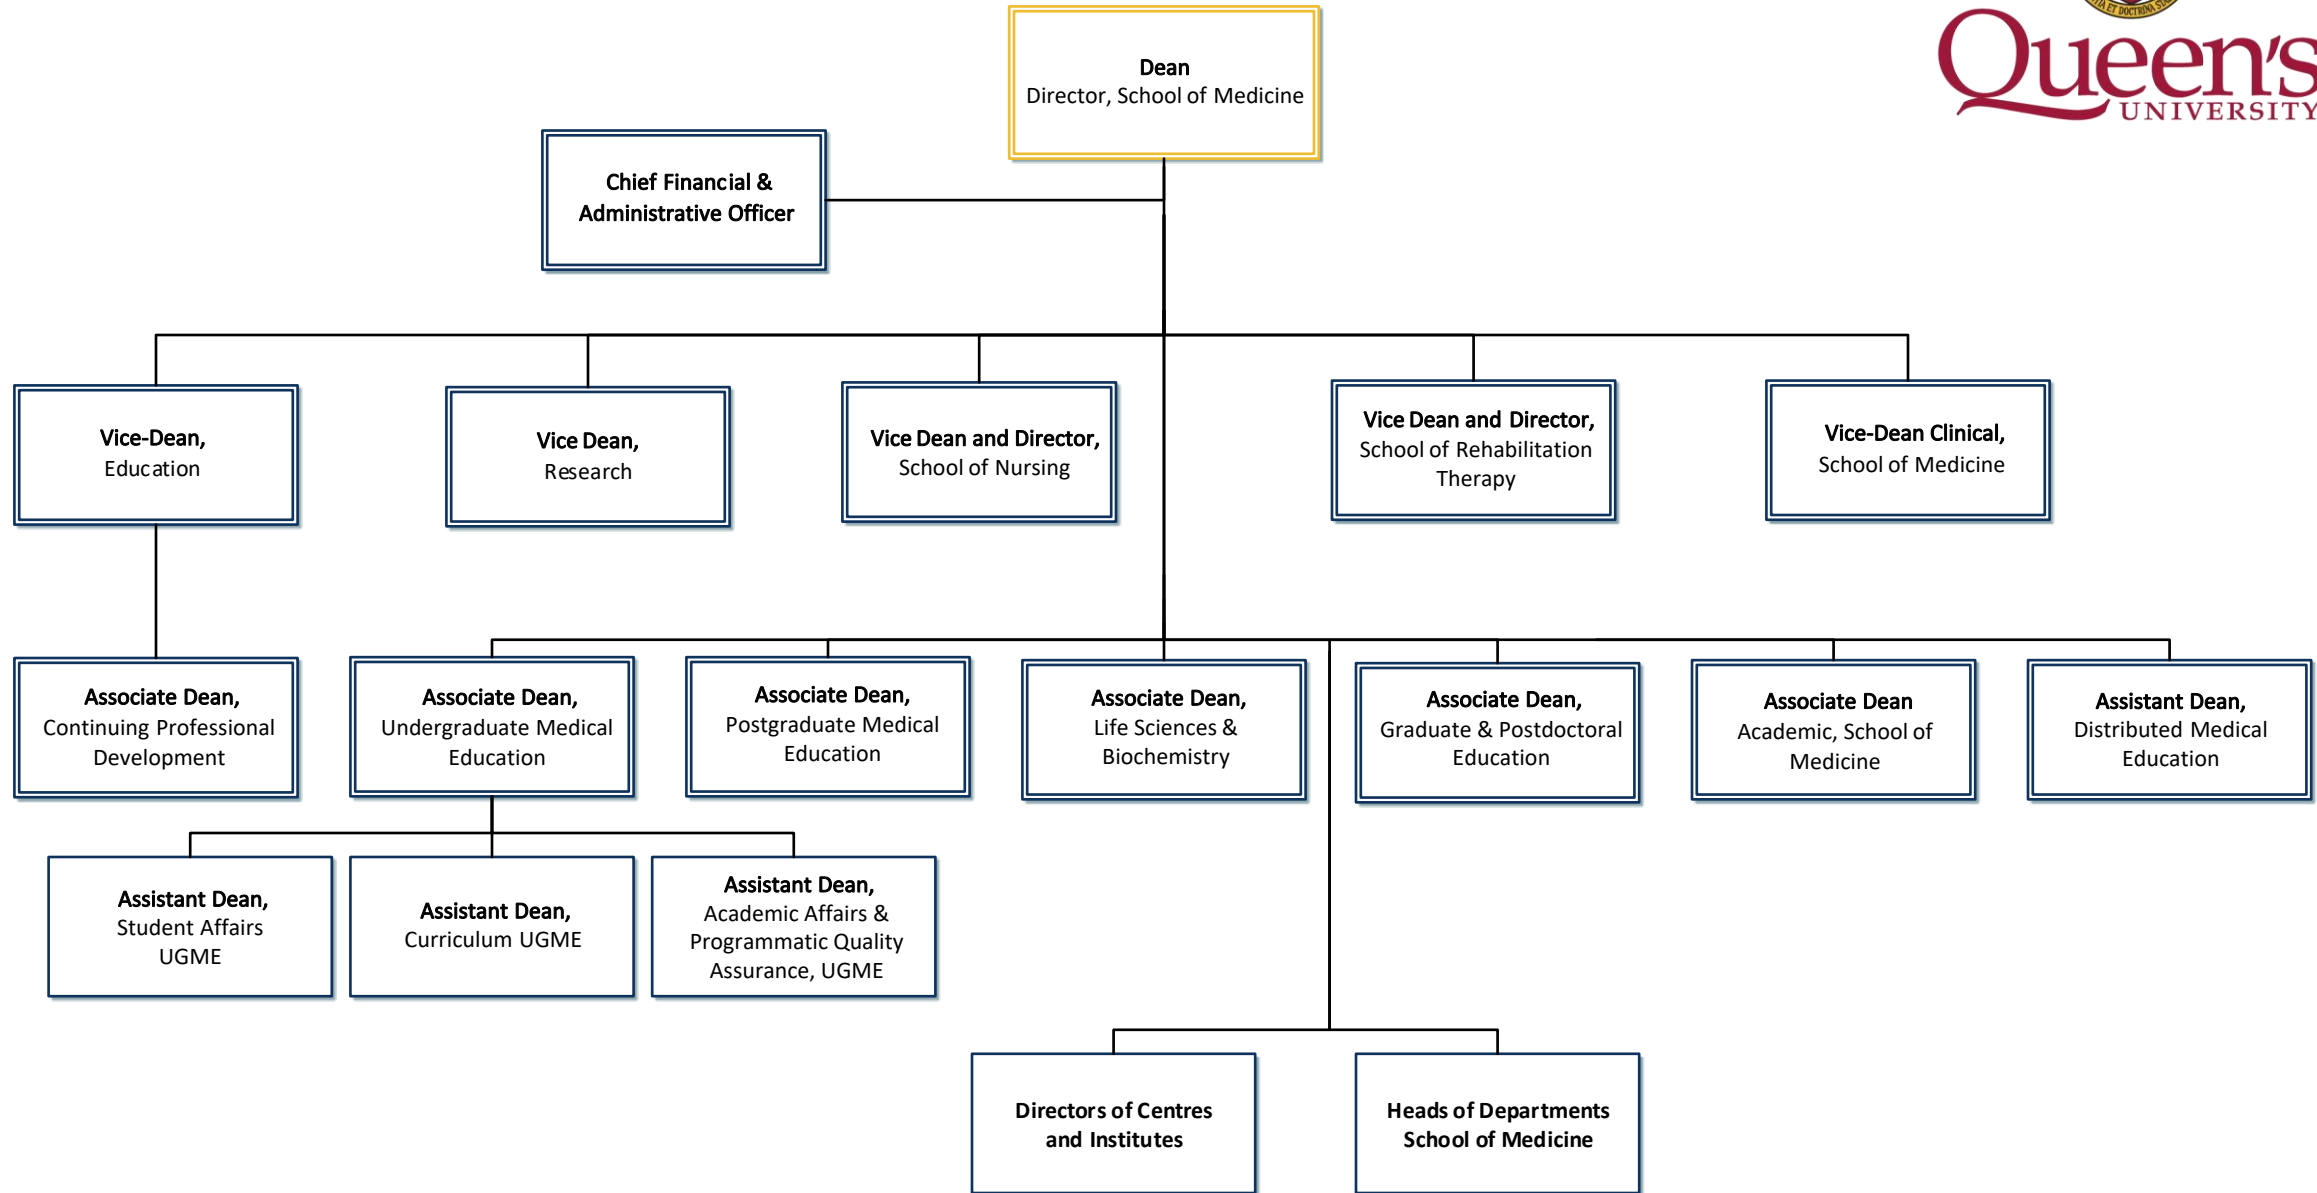 Dean
Director, School of Medicine
Queen's
UNIVERSITY
Chief Financial &
Administrative Officer
Vice-Dean,
Education
Vice Dean,
Research
Vice Dean and Director,
School of Nursing
Vice Dean and Director,
School of Rehabilitation
Therapy
Vice-Dean Clinical,
School of Medicine
Associate Dean,
Continuing Professional
Development
Associate Dean,
Undergraduate Medical
Education
Associate Dean,
Postgraduate Medical
Education
Associate Dean,
Life Sciences &
Biochemistry
Associate Dean,
Graduate & Postdoctoral
Education
Associate Dean
Academic, School of
Medicine
Assistant Dean,
Distributed Medical
Education
Assistant Dean,
Student Affairs
UGME
Assistant Dean,
Curriculum UGME
Assistant Dean,
Academic Affairs &
Programmatic Quality
Assurance, UGME
Directors of Centres
and Institutes
Heads of Departments
School of Medicine